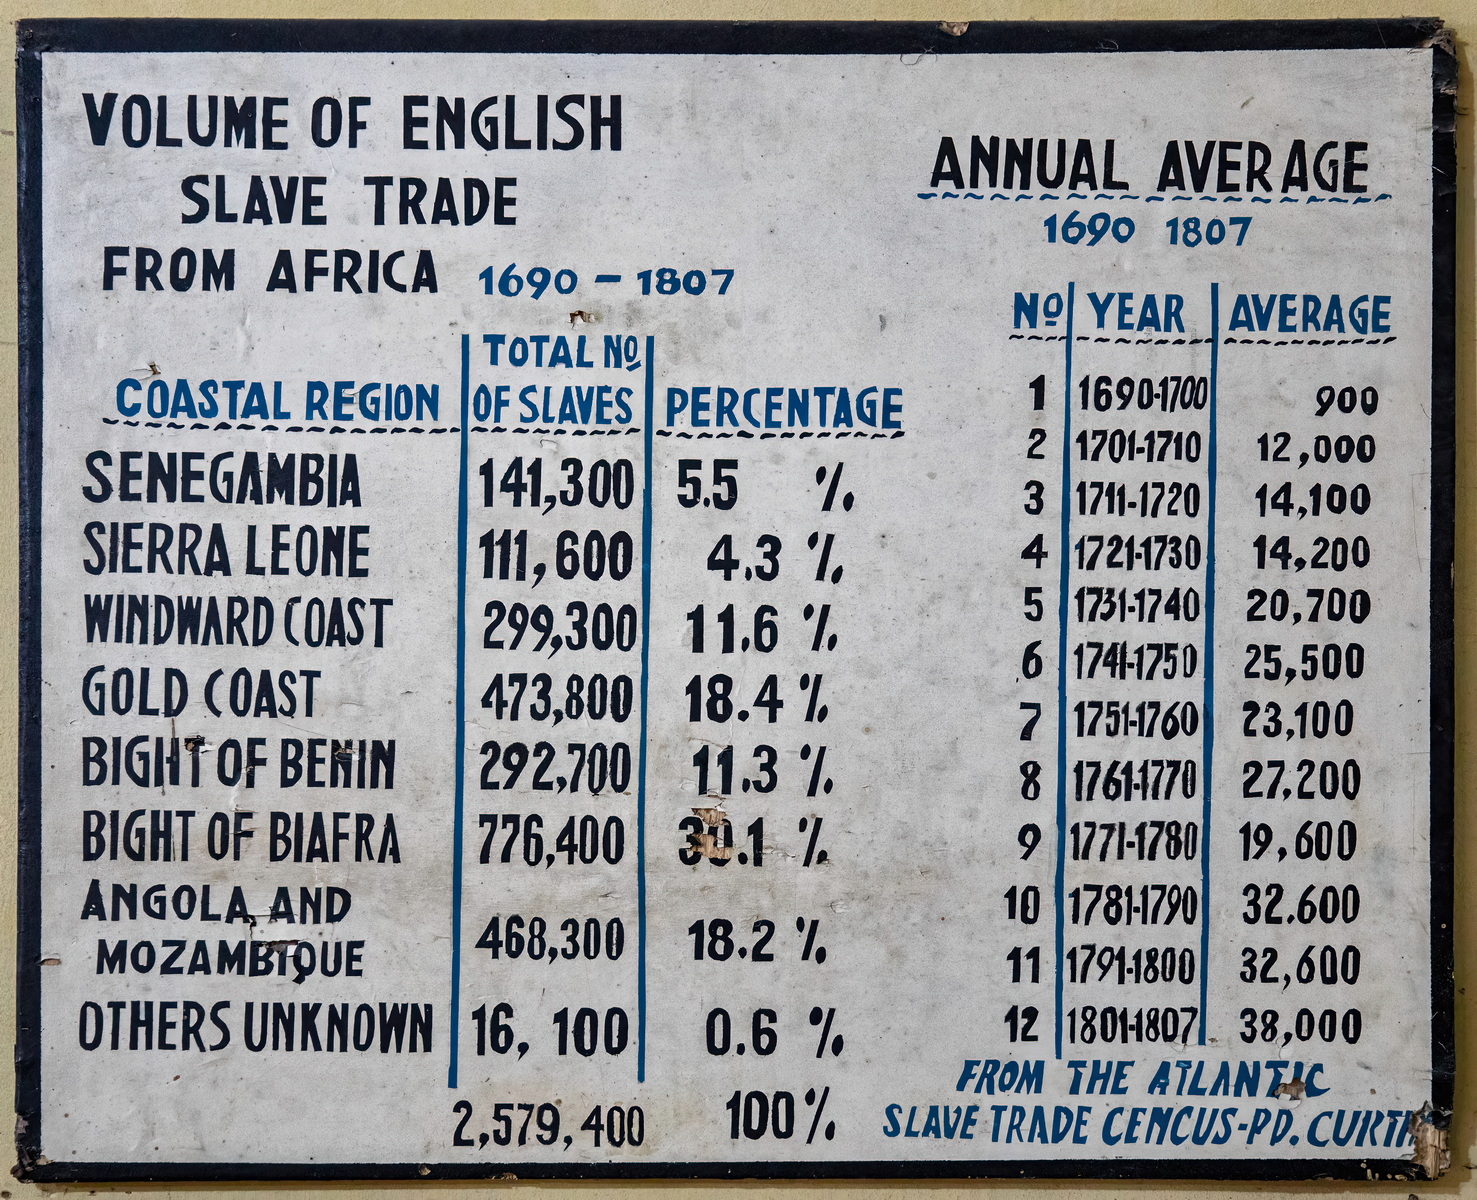 VOLUME OF ENGLISH
SLAVE TRADE
FROM AFRICA 1690 - 1807
COASTAL REGION TOTAL Nº OF SLAVES PERCENTAGE
SENEGAMBIA 141,300 5.5 %
SIERRA LEONE 111,600 4.3 %
WINDWARD COAST 299,300 11.6 %
GOLD COAST 473,800 18.4 %
BIGHT OF BENIN 292,700 11.3 %
BIGHT OF BIAFRA 776,400 30.1 %
ANGOLA AND
MOZAMBIQUE 468,300 18.2 %
OTHERS UNKNOWN 16, 100 0.6 %
2,579,400 100%
ANNUAL AVERAGE
1690 1807
Nº YEAR AVERAGE
1 1690-1700 900
2 1701-1710 12,000
3 1711-1720 14,100
4 1721-1730 14,200
5 1731-1740 20,700
6 1741-1750 25,500
7 1751-1760 23,100
8 1761-1770 27.200
9 1771-1780 19,600
10 1781-1790 32.600
11 1791-1800 32,600
12 1801-1807 38,000
FROM THE ATLANTIC
SLAVE TRADE CENCUS-PD.